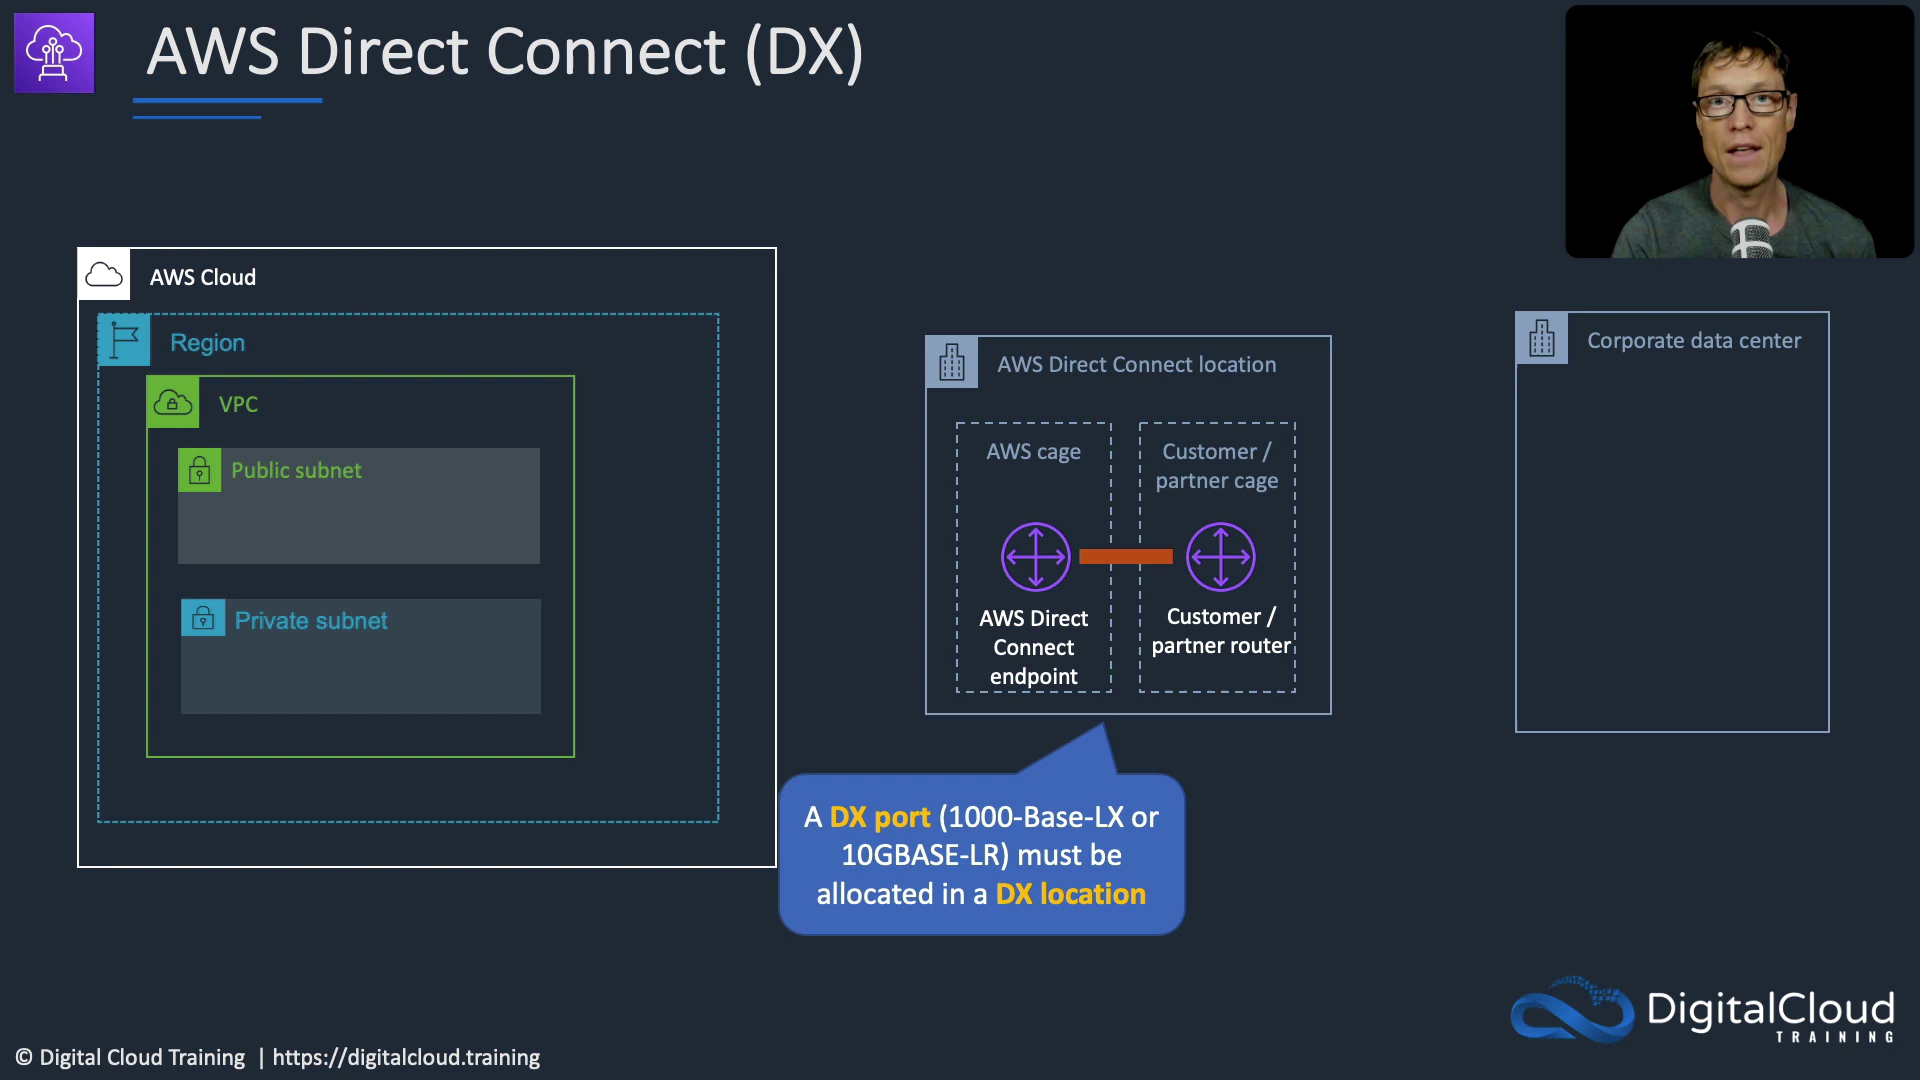 AWS Direct Connect (DX)
AWS Cloud
Region
VPC
Public subnet
Private subnet
AWS Direct Connect location
AWS cage
Customer /
partner cage
AWS Direct
Connect
endpoint
Customer /
partner router
Corporate data center
A DX port (1000-Base-LX or
10GBASE-LR) must be
allocated in a DX location
DigitalCloud
TRAINING
© Digital Cloud Training | https://digitalcloud.training